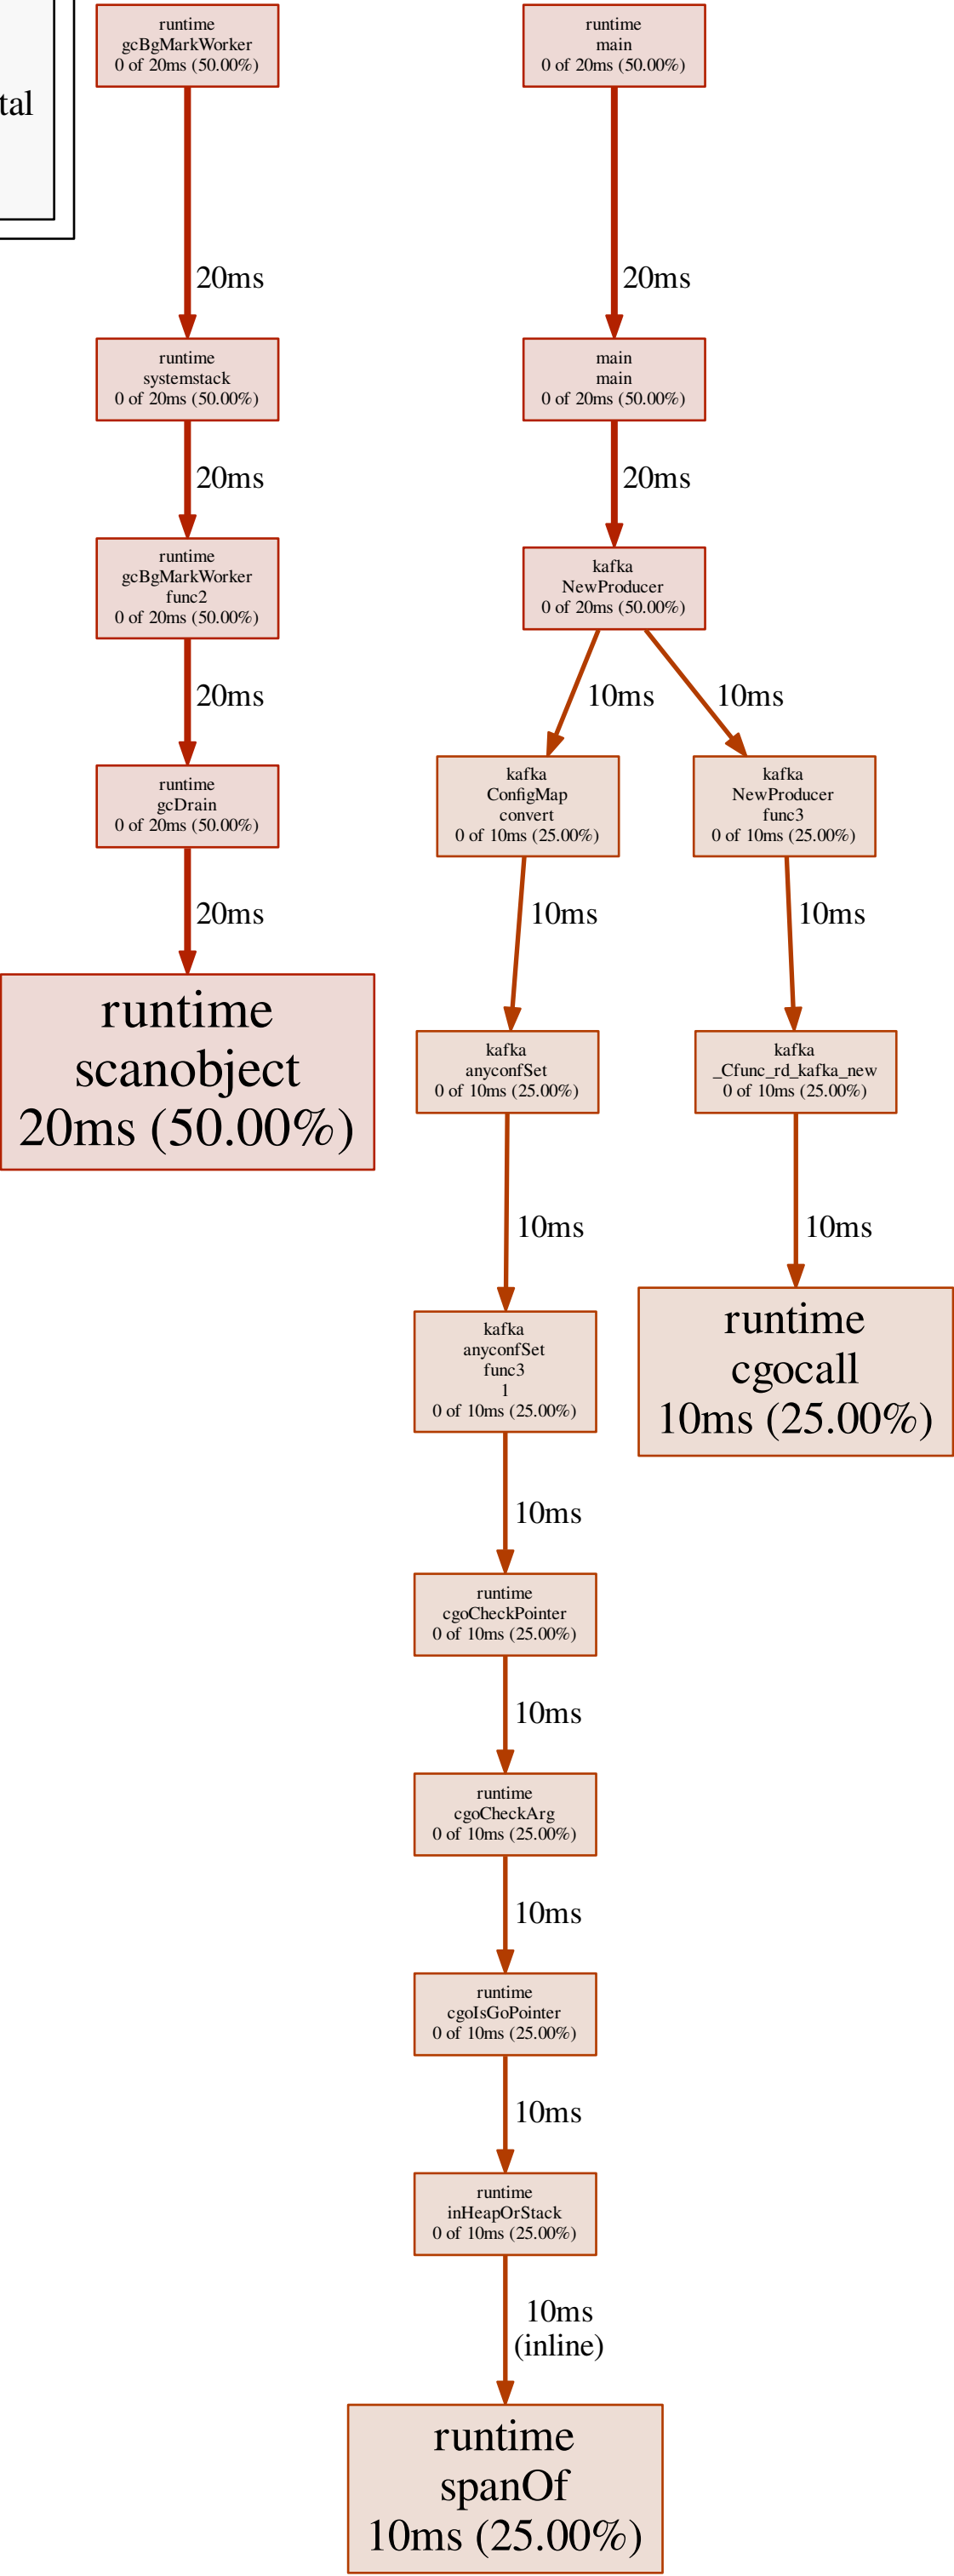 tal
runtime
gcBgMarkWorker
0 of 20ms (50.00%)
20ms
runtime
systemstack
0 of 20ms (50.00%)
20ms
runtime
gcBgMarkWorker
func2
0 of 20ms (50.00%)
20ms
runtime
gcDrain
0 of 20ms (50.00%)
20ms
runtime
scanobject
20ms (50.00%)
runtime
main
0 of 20ms (50.00%)
20ms
main
main
0 of 20ms (50.00%)
20ms
kafka
NewProducer
0 of 20ms (50.00%)
10ms
10ms
kafka
ConfigMap
convert
0 of 10ms (25.00%)
10ms
kafka
anyconfSet
0 of 10ms (25.00%)
10ms
kafka
anyconfSet
func3
1
0 of 10ms (25.00%)
10ms
runtime
cgoCheckPointer
0 of 10ms (25.00%)
10ms
runtime
cgoCheckArg
0 of 10ms (25.00%)
10ms
runtime
cgoIsGoPointer
0 of 10ms (25.00%)
10ms
runtime
inHeapOrStack
0 of 10ms (25.00%)
10ms
(inline)
runtime
spanOf
10ms (25.00%)
kafka
NewProducer
func3
0 of 10ms (25.00%)
10ms
kafka
_Cfunc_rd_kafka_new
0 of 10ms (25.00%)
10ms
runtime
cgocall
10ms (25.00%)